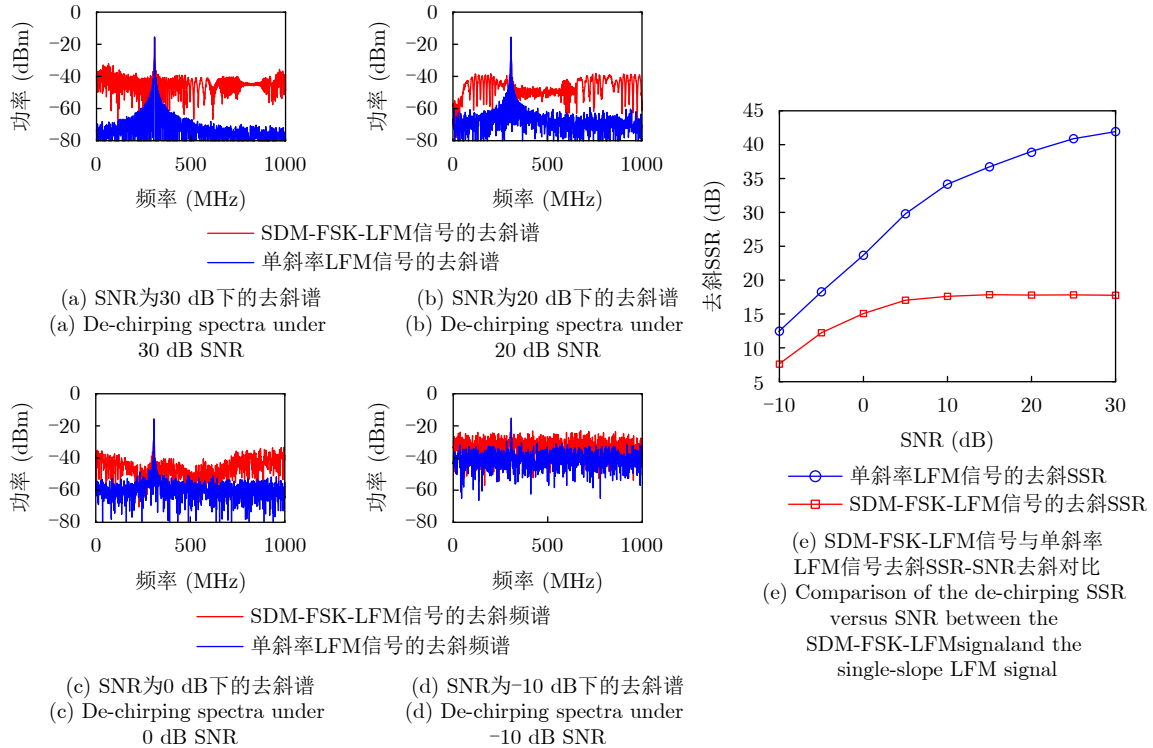 0
−20
−40
−60
−80
功率 (dBm)
0
500
1000
频率 (MHz)
0
−20
−40
−60
−80
功率 (dBm)
0
500
1000
频率 (MHz)
SDM-FSK-LFM信号的去斜谱
单斜率LFM信号的去斜谱
(a) SNR为30 dB下的去斜谱
(a) De-chirping spectra under
30 dB SNR
(b) SNR为20 dB下的去斜谱
(b) De-chirping spectra under
20 dB SNR
0
−20
−40
−60
−80
功率 (dBm)
0
500
1000
频率 (MHz)
0
−20
−40
−60
−80
功率 (dBm)
0
500
1000
频率 (MHz)
SDM-FSK-LFM信号的去斜频谱
单斜率LFM信号的去斜频谱
(c) SNR为0 dB下的去斜谱
(c) De-chirping spectra under
0 dB SNR
(d) SNR为−10 dB下的去斜谱
(d) De-chirping spectra under
−10 dB SNR
45
40
35
30
25
20
15
10
5
去斜SSR (dB)
−10
0
10
20
30
SNR (dB)
单斜率LFM信号的去斜SSR
SDM-FSK-LFM信号的去斜SSR
(e) SDM-FSK-LFM信号与单斜率
LFM信号去斜SSR-SNR去斜对比
(e) Comparison of the de-chirping SSR
versus SNR between the
SDM-FSK-LFMsignaland the
single-slope LFM signal